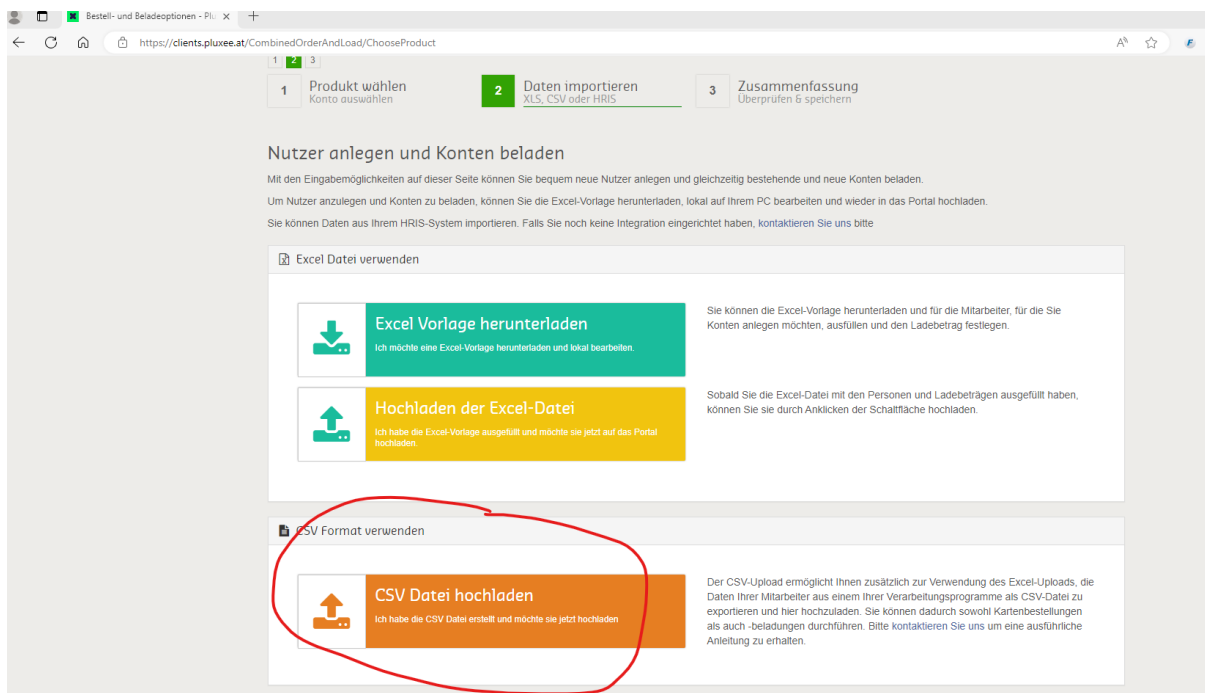 Bestell- und Beladeoptionen - Plu
https://clients.pluxee.at/CombinedOrderAndLoad/ChooseProduct
1 2 3
1 Produkt wählen
Konto auswählen
2 Daten importieren
XLS, CSV oder HRIS
3 Zusammenfassung
Überprüfen & speichern
Nutzer anlegen und Konten beladen
Mit den Eingabemöglichkeiten auf dieser Seite können Sie bequem neue Nutzer anlegen und gleichzeitig bestehende und neue Konten beladen.
Um Nutzer anzulegen und Konten zu beladen, können Sie die Excel-Vorlage herunterladen, lokal auf Ihrem PC bearbeiten und wieder in das Portal hochladen.
Sie können Daten aus Ihrem HRIS-System importieren. Falls Sie noch keine Integration eingerichtet haben, kontaktieren Sie uns bitte
Excel Datei verwenden
Excel Vorlage herunterladen
Ich möchte eine Excel-Vorlage herunterladen und lokal bearbeiten.
Sie können die Excel-Vorlage herunterladen und für die Mitarbeiter, für die Sie
Konten anlegen möchten, ausfüllen und den Ladebetrag festlegen.
Hochladen der Excel-Datei
Ich habe die Excel-Vorlage ausgefüllt und möchte sie jetzt auf das Portal
hochladen.
Sobald Sie die Excel-Datei mit den Personen und Ladebeträgen ausgefüllt haben,
können Sie sie durch Anklicken der Schaltfläche hochladen.
CSV Format verwenden
CSV Datei hochladen
Ich habe die CSV Datei erstellt und möchte sie jetzt hochladen
Der CSV-Upload ermöglicht Ihnen zusätzlich zur Verwendung des Excel-Uploads, die
Daten Ihrer Mitarbeiter aus einem Ihrer Verarbeitungsprogramme als CSV-Datei zu
exportieren und hier hochzuladen. Sie können dadurch sowohl Kartenbestellungen
als auch -beladungen durchführen. Bitte kontaktieren Sie uns um eine ausführliche
Anleitung zu erhalten.